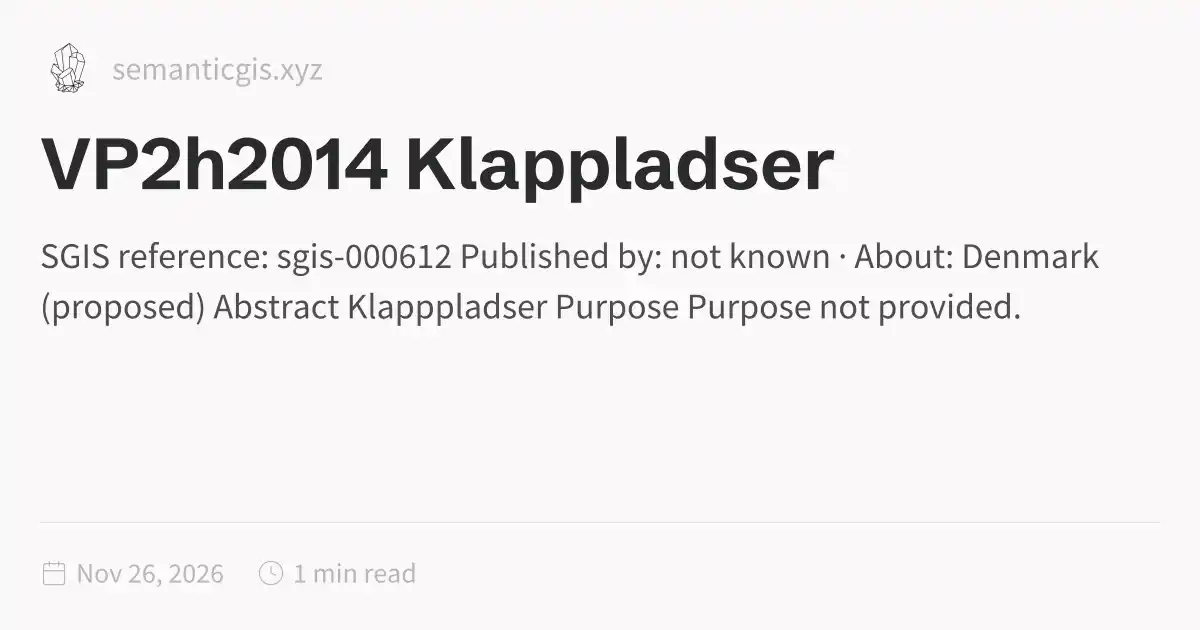 semanticgis.xyz
VP2h2014 Klappladser
SGIS reference: sgis-000612 Published by: not known · About: Denmark
(proposed) Abstract Klapppladser Purpose Purpose not provided.
Nov 26, 2026 1 min read